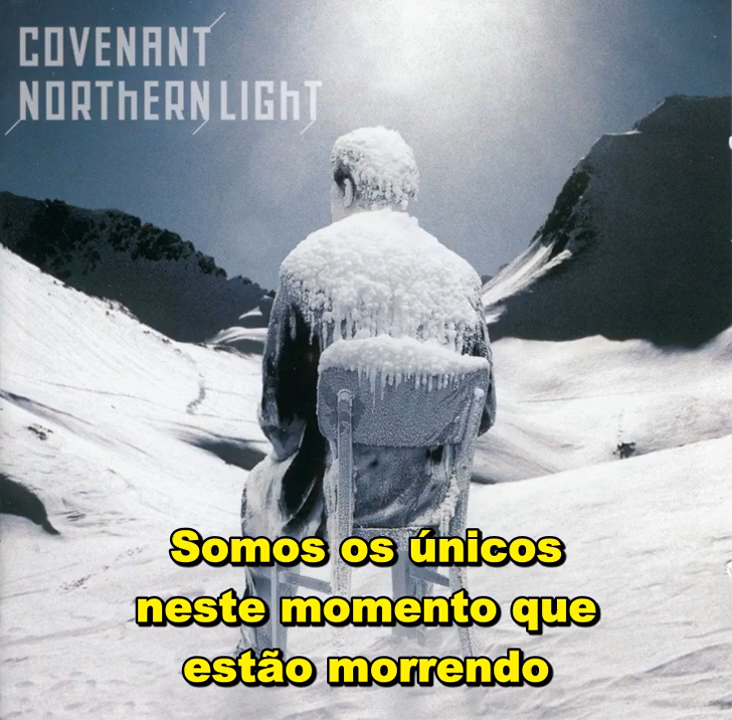 COVENANT
NORThERN LIGhT
Somos os únicos
neste momento que
estão morrendo